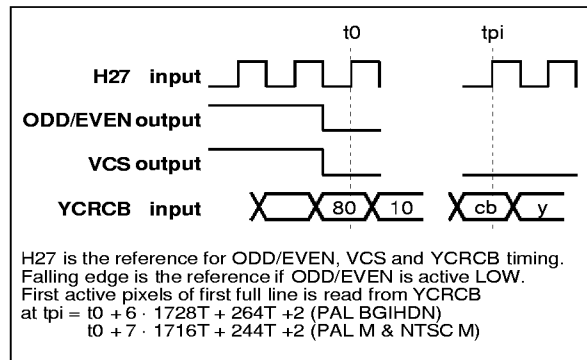 t0 tpi
H27 input
ODD/EVEN output
VCS output
YCRCB input 80 10 cb y
H27 is the reference for ODD/EVEN, VCS and YCRCB timing.
Falling edge is the reference if ODD/EVEN is active LOW.
First active pixels of first full line is read from YCRCB
at tpi = t0 + 6 · 1728T + 264T +2 (PAL BGIHDN)
t0 + 7 · 1716T + 244T +2 (PAL M & NTSC M)